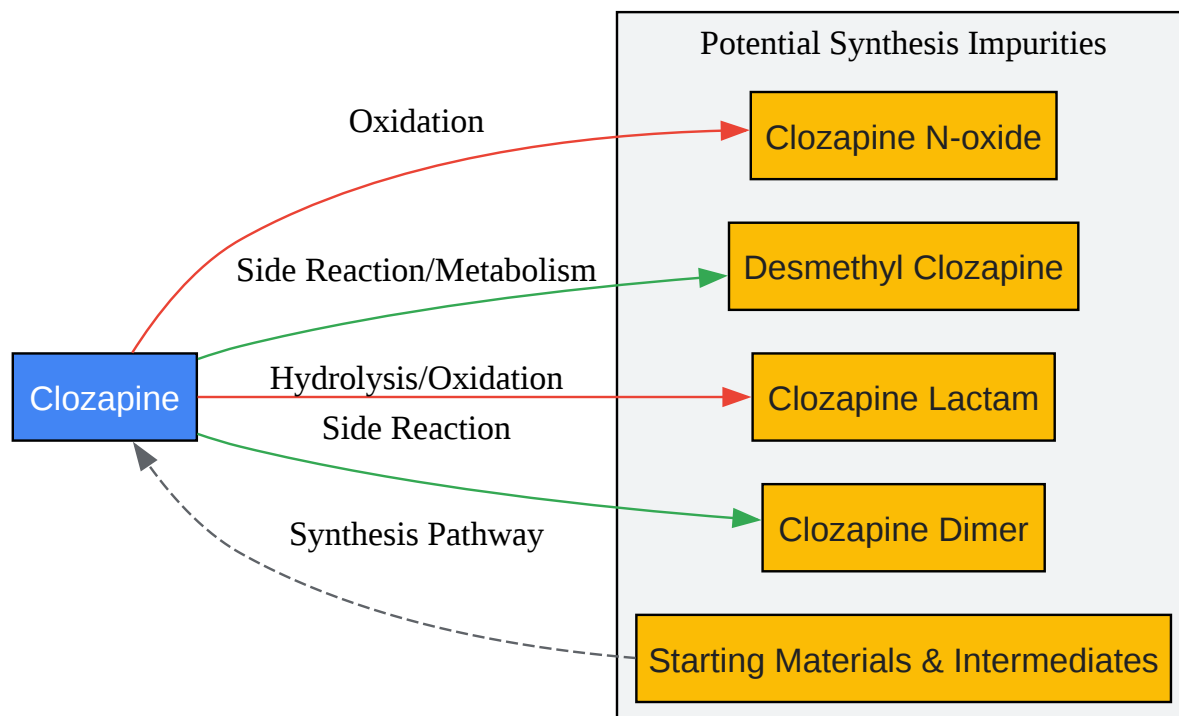 Potential Synthesis Impurities
Oxidation
Clozapine N-oxide
Side Reaction/Metabolism
Desmethyl Clozapine
Clozapine
Hydrolysis/Oxidation
Clozapine Lactam
Side Reaction
Clozapine Dimer
Synthesis Pathway
Starting Materials & Intermediates